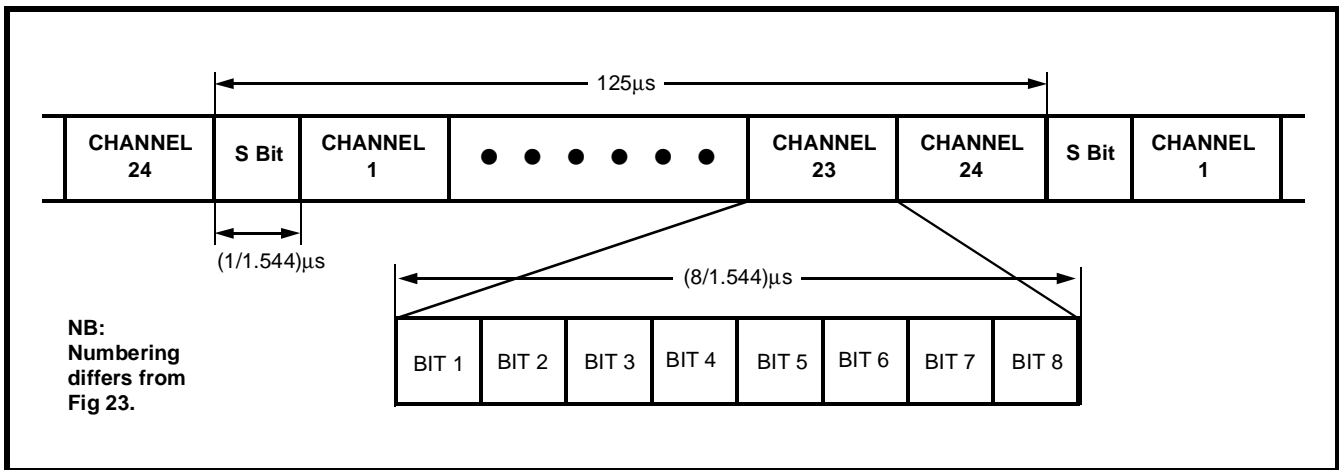 125µs
CHANNEL 24
S Bit
CHANNEL 1
CHANNEL 23
CHANNEL 24
S Bit
CHANNEL 1
(1/1.544)µs
(8/1.544)µs
BIT 1 BIT 2 BIT 3 BIT 4 BIT 5 BIT 6 BIT 7 BIT 8
NB:
Numbering
differs from
Fig 23.